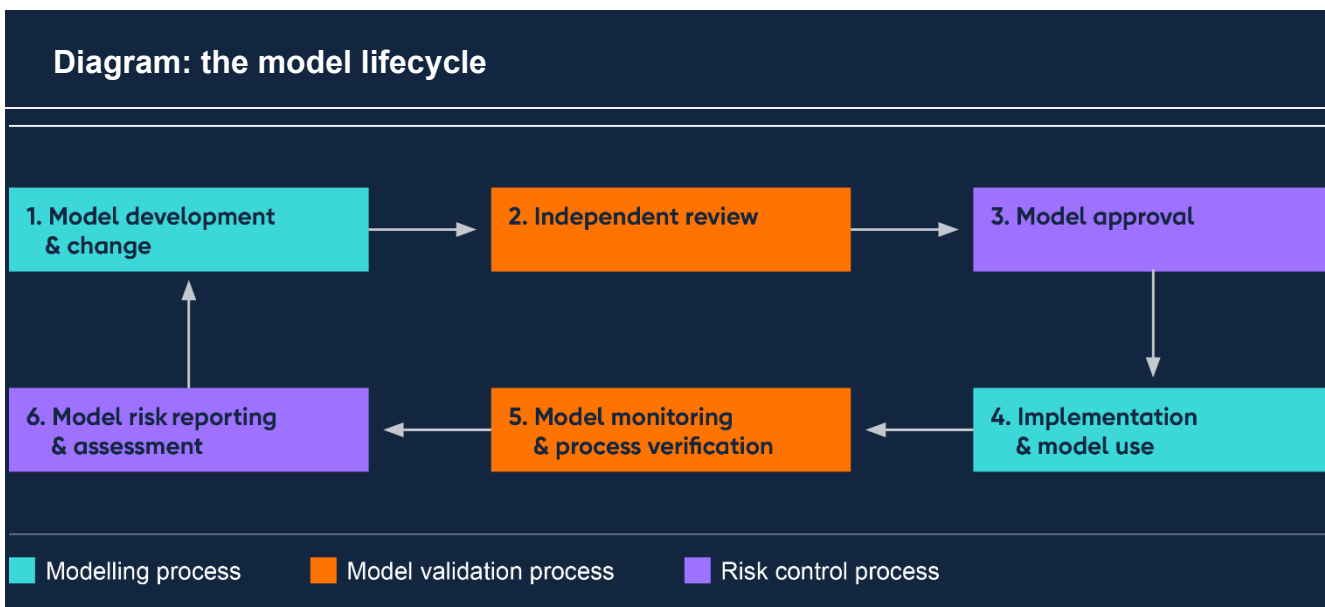 Diagram: the model lifecycle
1. Model development
& change
2. Independent review
3. Model approval
6. Model risk reporting
& assessment
5. Model monitoring
& process verification
4. Implementation
& model use
Modelling process
Model validation process
Risk control process